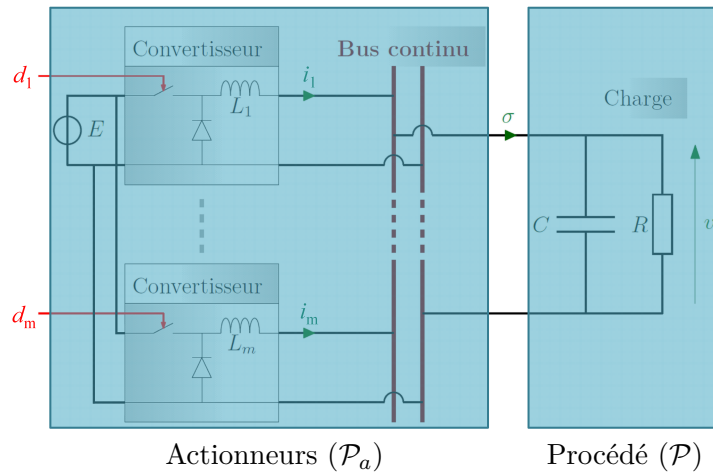 Convertisseur
Bus continu
d₁
i₁
L₁
Charge
E
σ
C
R
v
Convertisseur
dₘ
iₘ
Lₘ
Actionneurs (𝒫ₐ)
Procédé (𝒫)